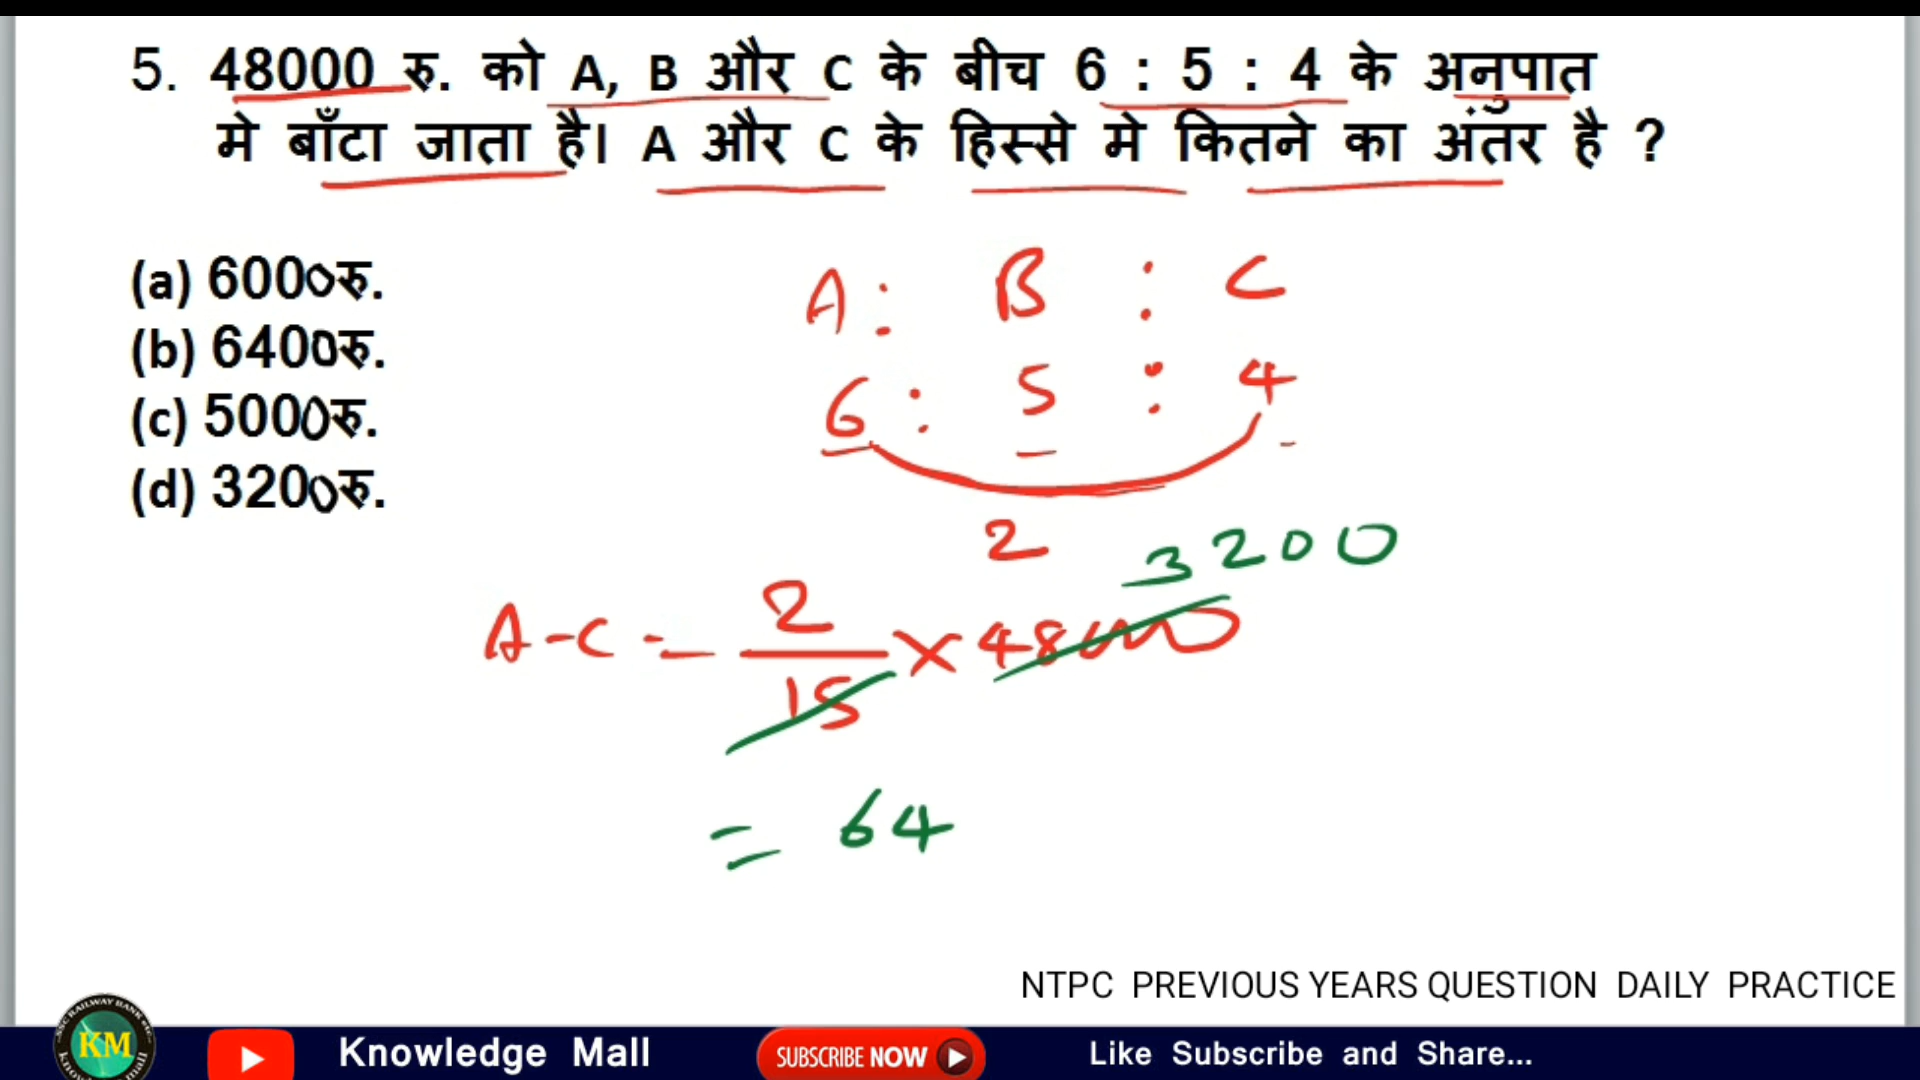 5. 48000 रु. को A, B और C के बीच 6 : 5 : 4 के अनुपात
मे बाँटा जाता है। A और C के हिस्से मे कितने का अंतर है ?
(a) 6000रु.
(b) 6400रु.
(c) 5000रु.
(d) 3200रु.
A : B : C
6 : 5 : 4
2
3200
A-C = 2/15 × 48000
= 64
NTPC PREVIOUS YEARS QUESTION DAILY PRACTICE
KM
Knowledge Mall
SUBSCRIBE NOW
Like Subscribe and Share...